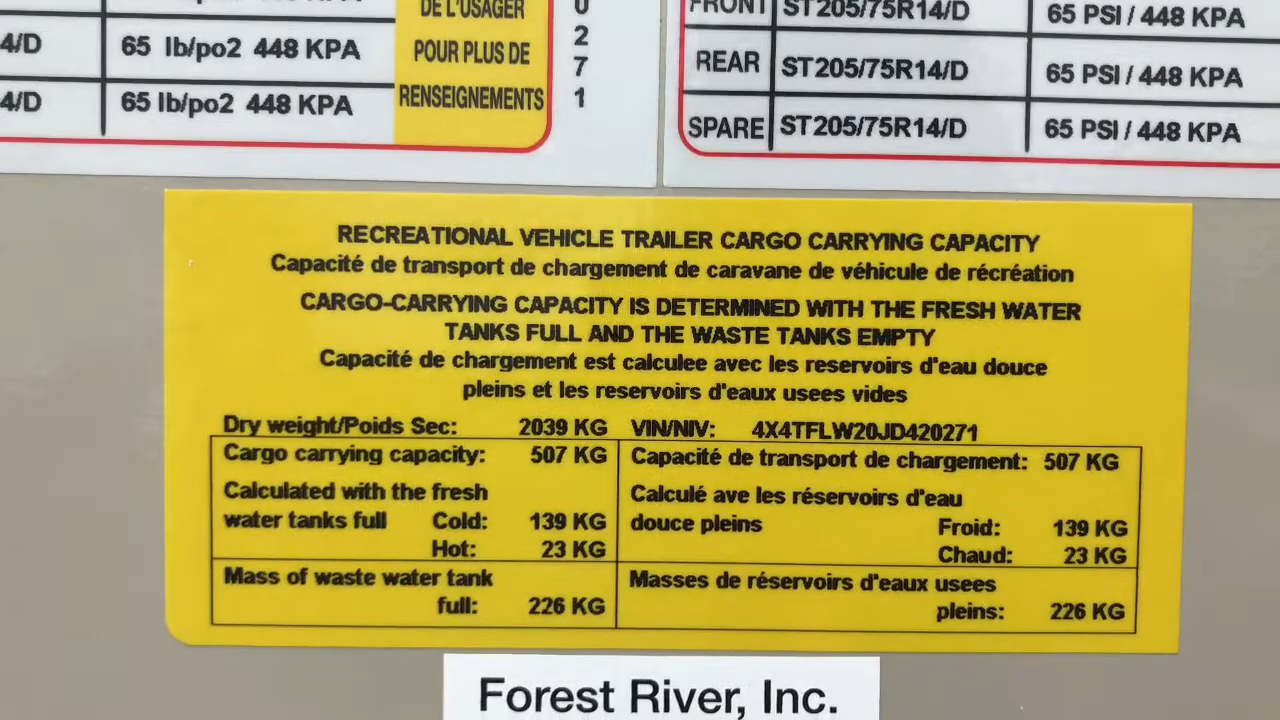 DE L'USAGER
4/D 65 lb/po2 448 KPA POUR PLUS DE
4/D 65 lb/po2 448 KPA RENSEIGNEMENTS
0
2
7
1
FRONT ST205/75R14/D 65 PSI / 448 KPA
REAR ST205/75R14/D 65 PSI / 448 KPA
SPARE ST205/75R14/D 65 PSI / 448 KPA
RECREATIONAL VEHICLE TRAILER CARGO CARRYING CAPACITY
Capacité de transport de chargement de caravane de véhicule de récréation
CARGO-CARRYING CAPACITY IS DETERMINED WITH THE FRESH WATER
TANKS FULL AND THE WASTE TANKS EMPTY
Capacité de chargement est calculee avec les reservoirs d'eau douce
pleins et les reservoirs d'eaux usees vides
Dry weight/Poids Sec: 2039 KG VIN/NIV: 4X4TFLW20JD420271
Cargo carrying capacity: 507 KG Capacité de transport de chargement: 507 KG
Calculated with the fresh Calculé ave les réservoirs d'eau
water tanks full Cold: 139 KG douce pleins Froid: 139 KG
Hot: 23 KG Chaud: 23 KG
Mass of waste water tank Masses de réservoirs d'eaux usees
full: 226 KG pleins: 226 KG
Forest River, Inc.